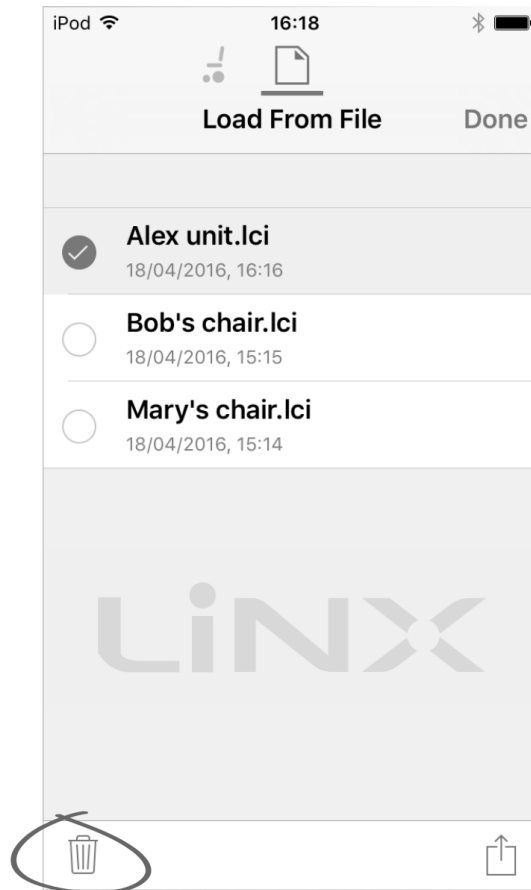 iPod 16:18
Load From File Done
Alex unit.lci
18/04/2016, 16:16
Bob's chair.lci
18/04/2016, 15:15
Mary's chair.lci
18/04/2016, 15:14
LiNX